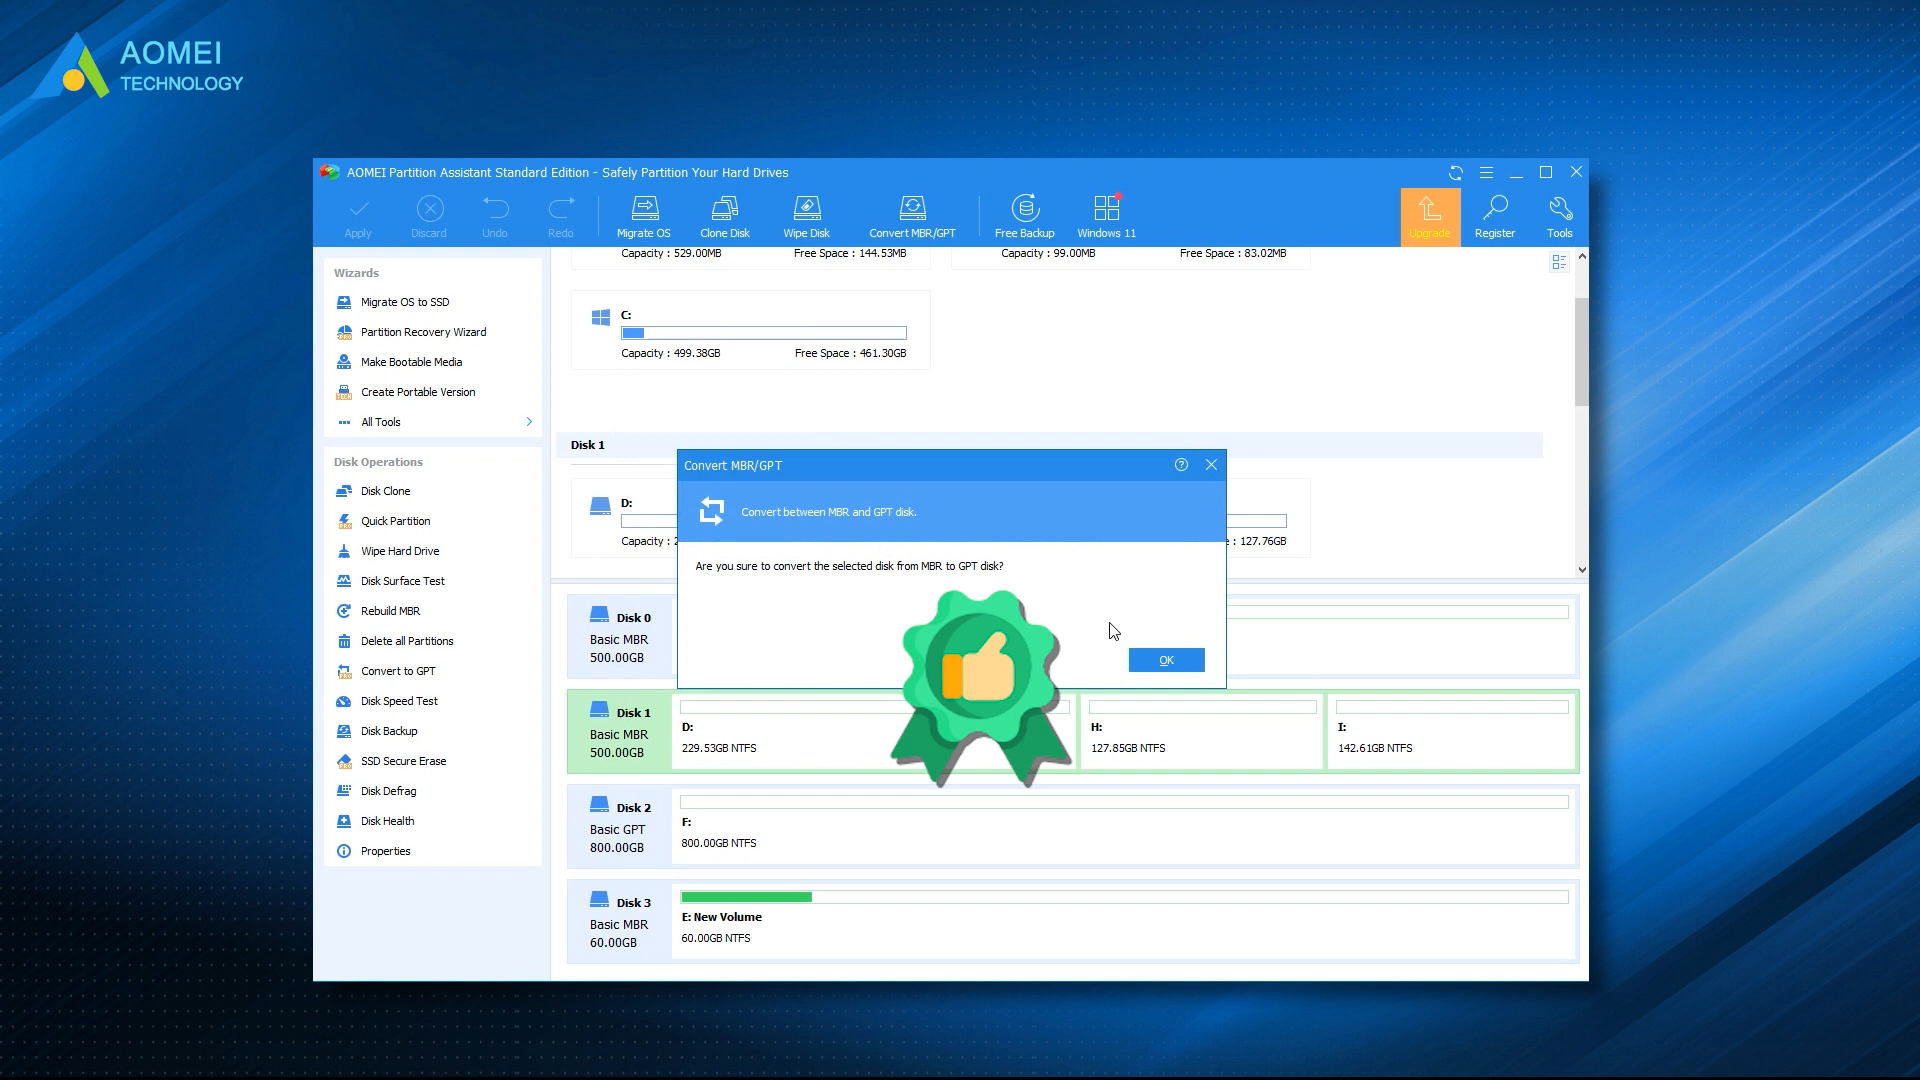 AOMEI
TECHNOLOGY
AOMEI Partition Assistant Standard Edition - Safely Partition Your Hard Drives
Apply
Discard
Undo
Redo
Migrate OS
Clone Disk
Wipe Disk
Convert MBR/GPT
Free Backup
Windows 11
Upgrade
Register
Tools
Wizards
Migrate OS to SSD
Partition Recovery Wizard
Make Bootable Media
Create Portable Version
All Tools
Disk Operations
Disk Clone
Quick Partition
Wipe Hard Drive
Disk Surface Test
Rebuild MBR
Delete all Partitions
Convert to GPT
Disk Speed Test
Disk Backup
SSD Secure Erase
Disk Defrag
Disk Health
Properties
Capacity : 529.00MB Free Space : 144.53MB
Capacity : 99.00MB Free Space : 83.02MB
C:
Capacity : 499.38GB Free Space : 461.30GB
Disk 1
D:
Capacity : 2
: 127.76GB
Convert MBR/GPT
Convert between MBR and GPT disk.
Are you sure to convert the selected disk from MBR to GPT disk?
OK
Disk 0
Basic MBR
500.00GB
Disk 1
Basic MBR
500.00GB
D:
229.53GB NTFS
H:
127.85GB NTFS
I:
142.61GB NTFS
Disk 2
Basic GPT
800.00GB
F:
800.00GB NTFS
Disk 3
Basic MBR
60.00GB
E: New Volume
60.00GB NTFS